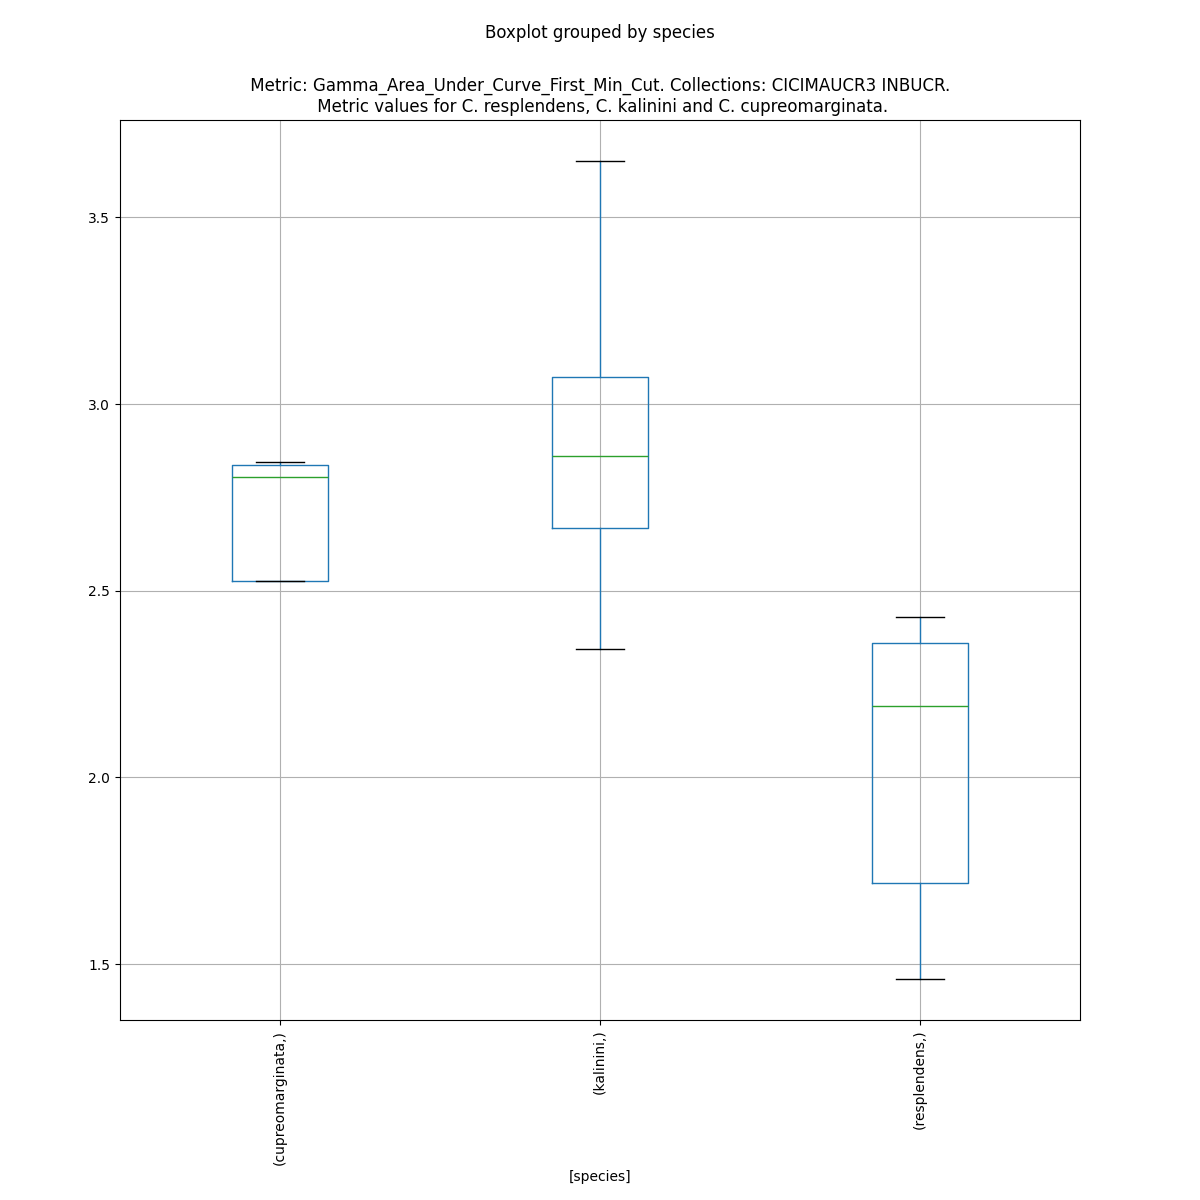 Boxplot grouped by species
Metric: Gamma_Area_Under_Curve_First_Min_Cut. Collections: CICIMAUCR3 INBUCR.
Metric values for C. resplendens, C. kalinini and C. cupreomarginata.
3.5
3.0
2.5
2.0
1.5
(cupreomarginata,)
(kalinini,)
(resplendens,)
[species]